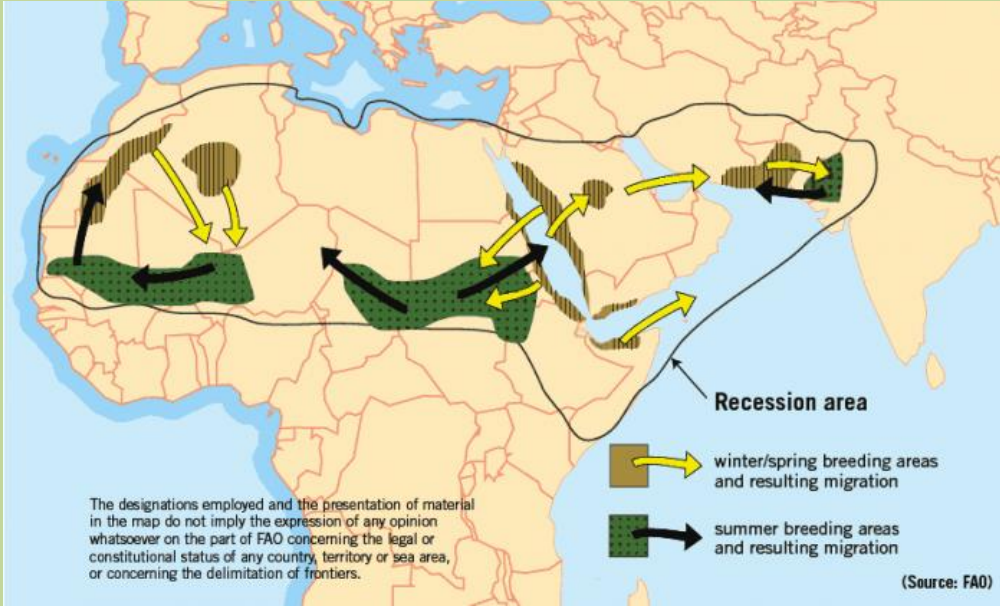 Recession area
winter/spring breeding areas
and resulting migration
summer breeding areas
and resulting migration
The designations employed and the presentation of material
in the map do not imply the expression of any opinion
whatsoever on the part of FAO concerning the legal or
constitutional status of any country, territory or sea area,
or concerning the delimitation of frontiers.
(Source: FAO)